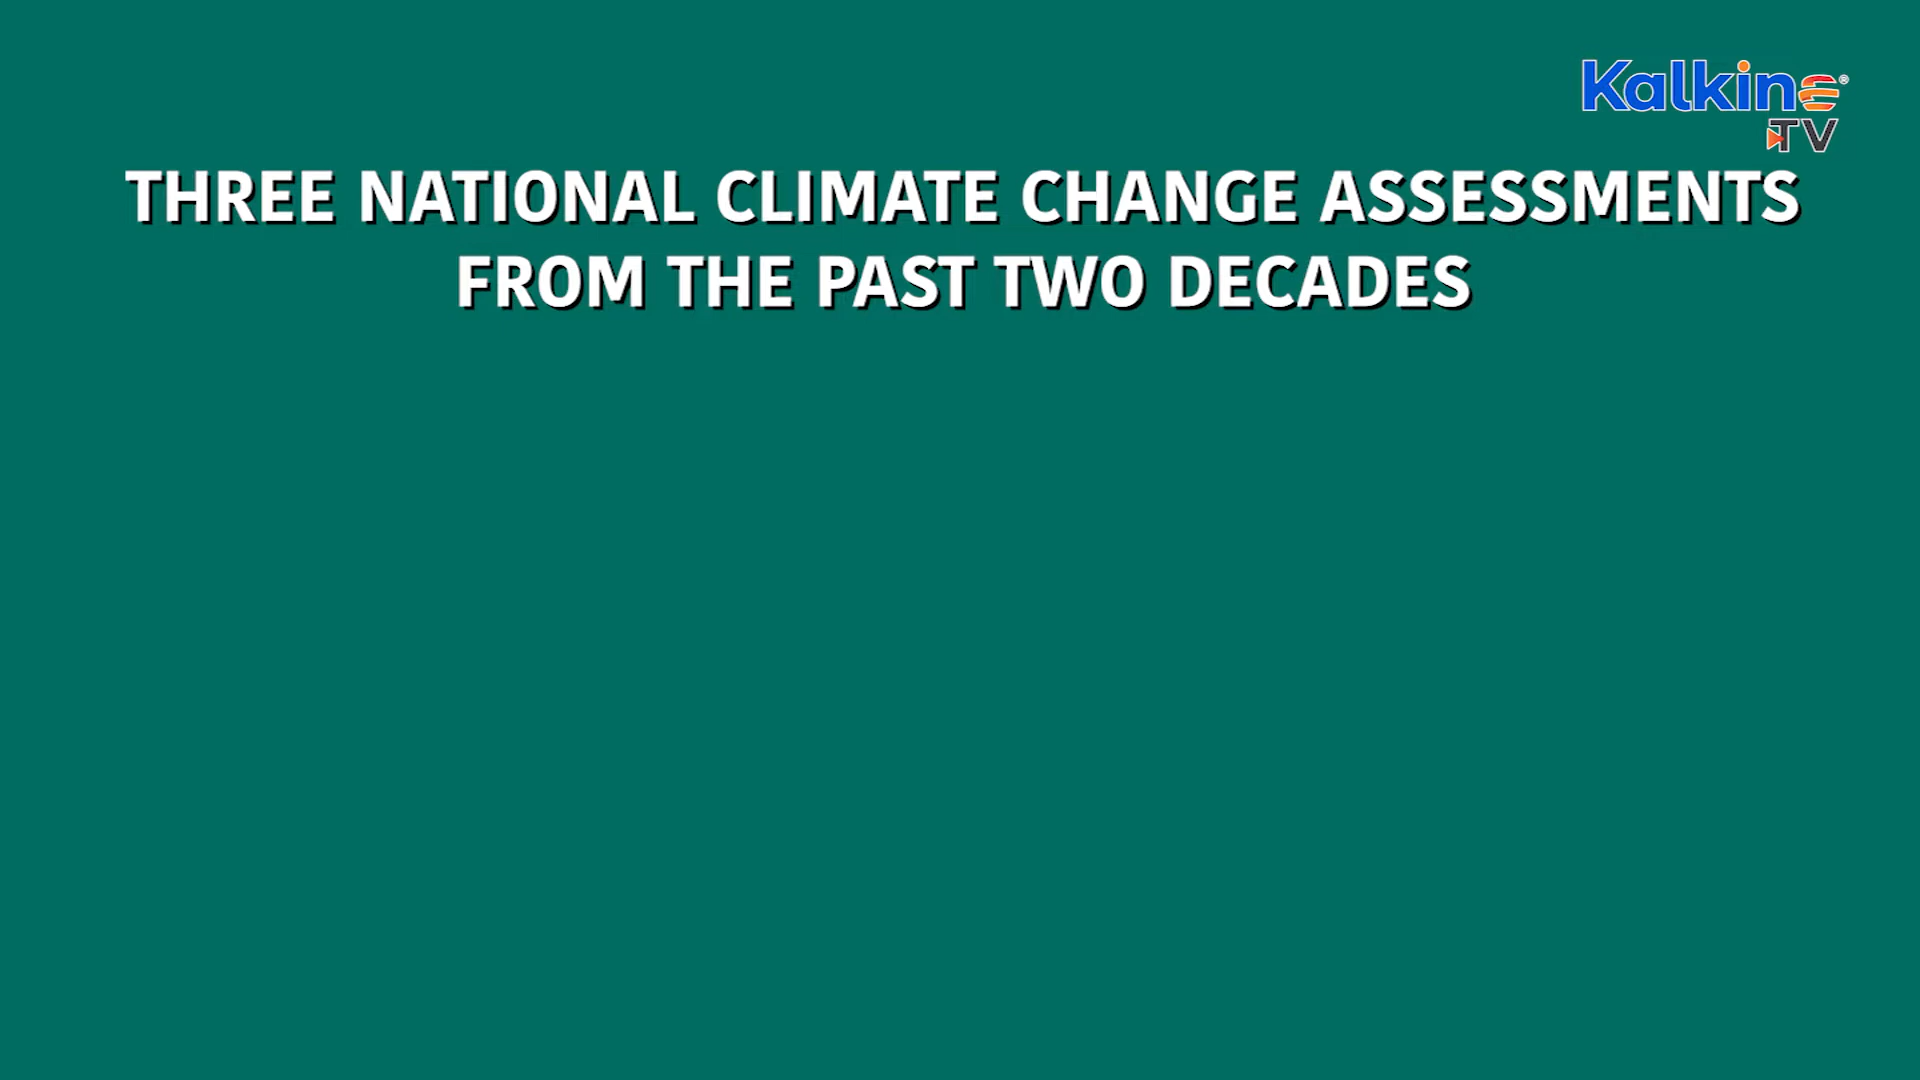 Kalkine®
TV
THREE NATIONAL CLIMATE CHANGE ASSESSMENTS
FROM THE PAST TWO DECADES